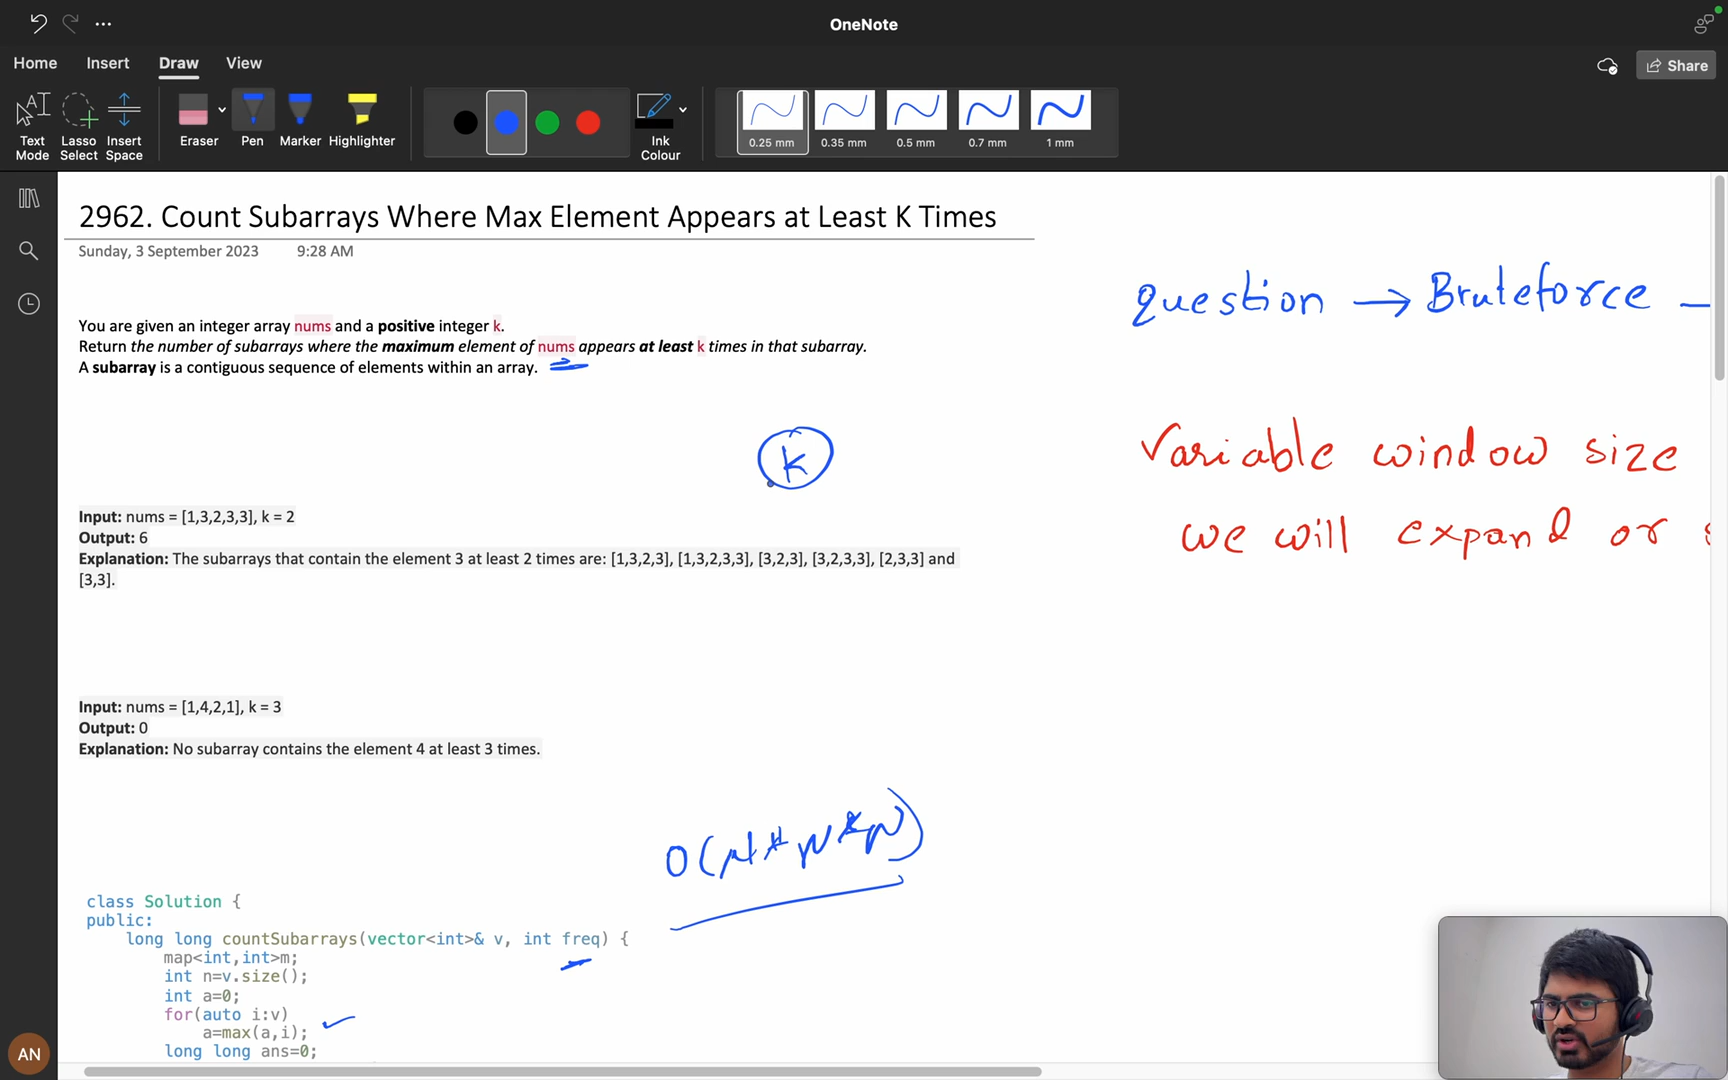 OneNote
Home Insert Draw View
Share
Text Mode
Lasso Select
Insert Space
Eraser
Pen
Marker
Highlighter
Ink Colour
0.25 mm
0.35 mm
0.5 mm
0.7 mm
1 mm
2962. Count Subarrays Where Max Element Appears at Least K Times
Sunday, 3 September 2023 9:28 AM
question → Bruteforce –
You are given an integer array nums and a positive integer k.
Return the number of subarrays where the maximum element of nums appears at least k times in that subarray.
A subarray is a contiguous sequence of elements within an array.
k
Variable window size
we will expand or s
Input: nums = [1,3,2,3,3], k = 2
Output: 6
Explanation: The subarrays that contain the element 3 at least 2 times are: [1,3,2,3], [1,3,2,3,3], [3,2,3], [3,2,3,3], [2,3,3] and
[3,3].
Input: nums = [1,4,2,1], k = 3
Output: 0
Explanation: No subarray contains the element 4 at least 3 times.
O(N*N*N)
class Solution {
public:
long long countSubarrays(vector<int>& v, int freq) {
map<int,int>m;
int n=v.size();
int a=0;
for(auto i:v)
a=max(a,i);
long long ans=0;
AN